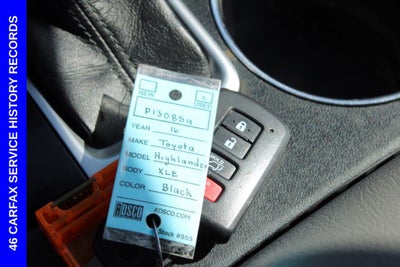 46 CARFAX SERVICE HISTORY RECORDS
NEW X USED
P13085a
YEAR 16
MAKE Toyota
MODEL Highlander
BODY XLE
COLOR Black
ADSCO ADSCO.COM
Stock #555